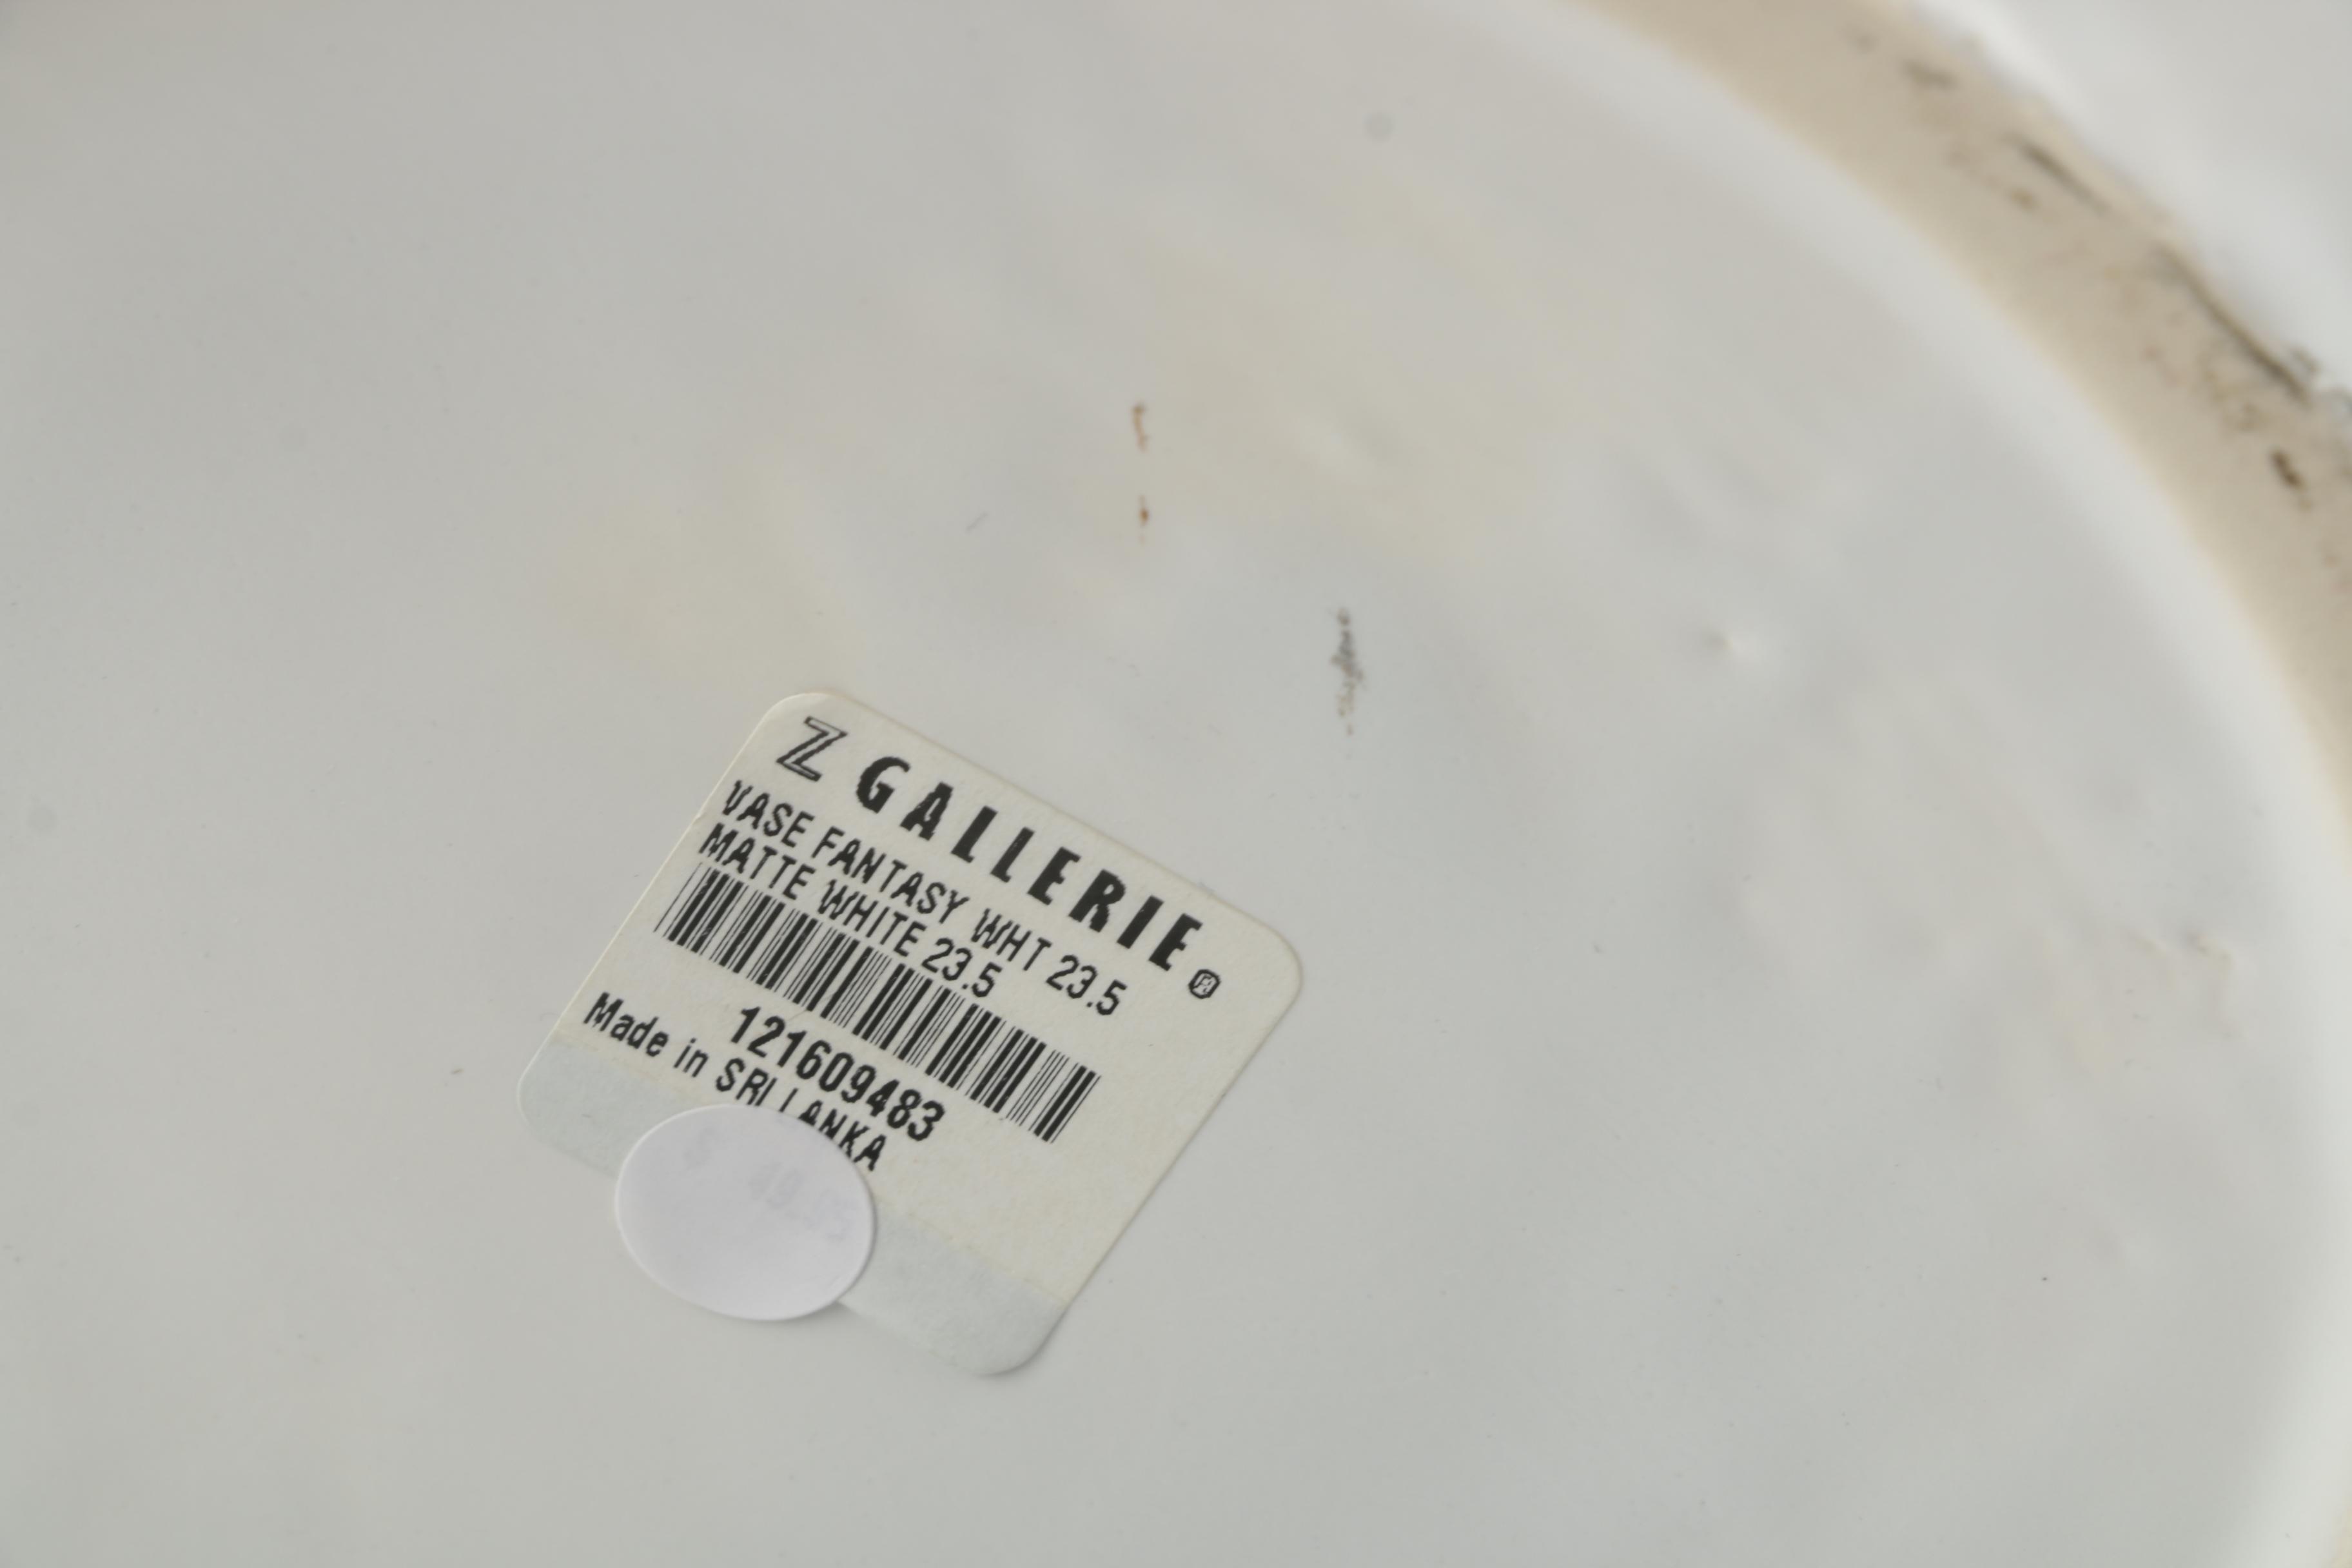 Z GALLERIE®
VASE FANTASY WHT 23.5
MATTE WHITE 23.5
121609483
Made in SRI LANKA